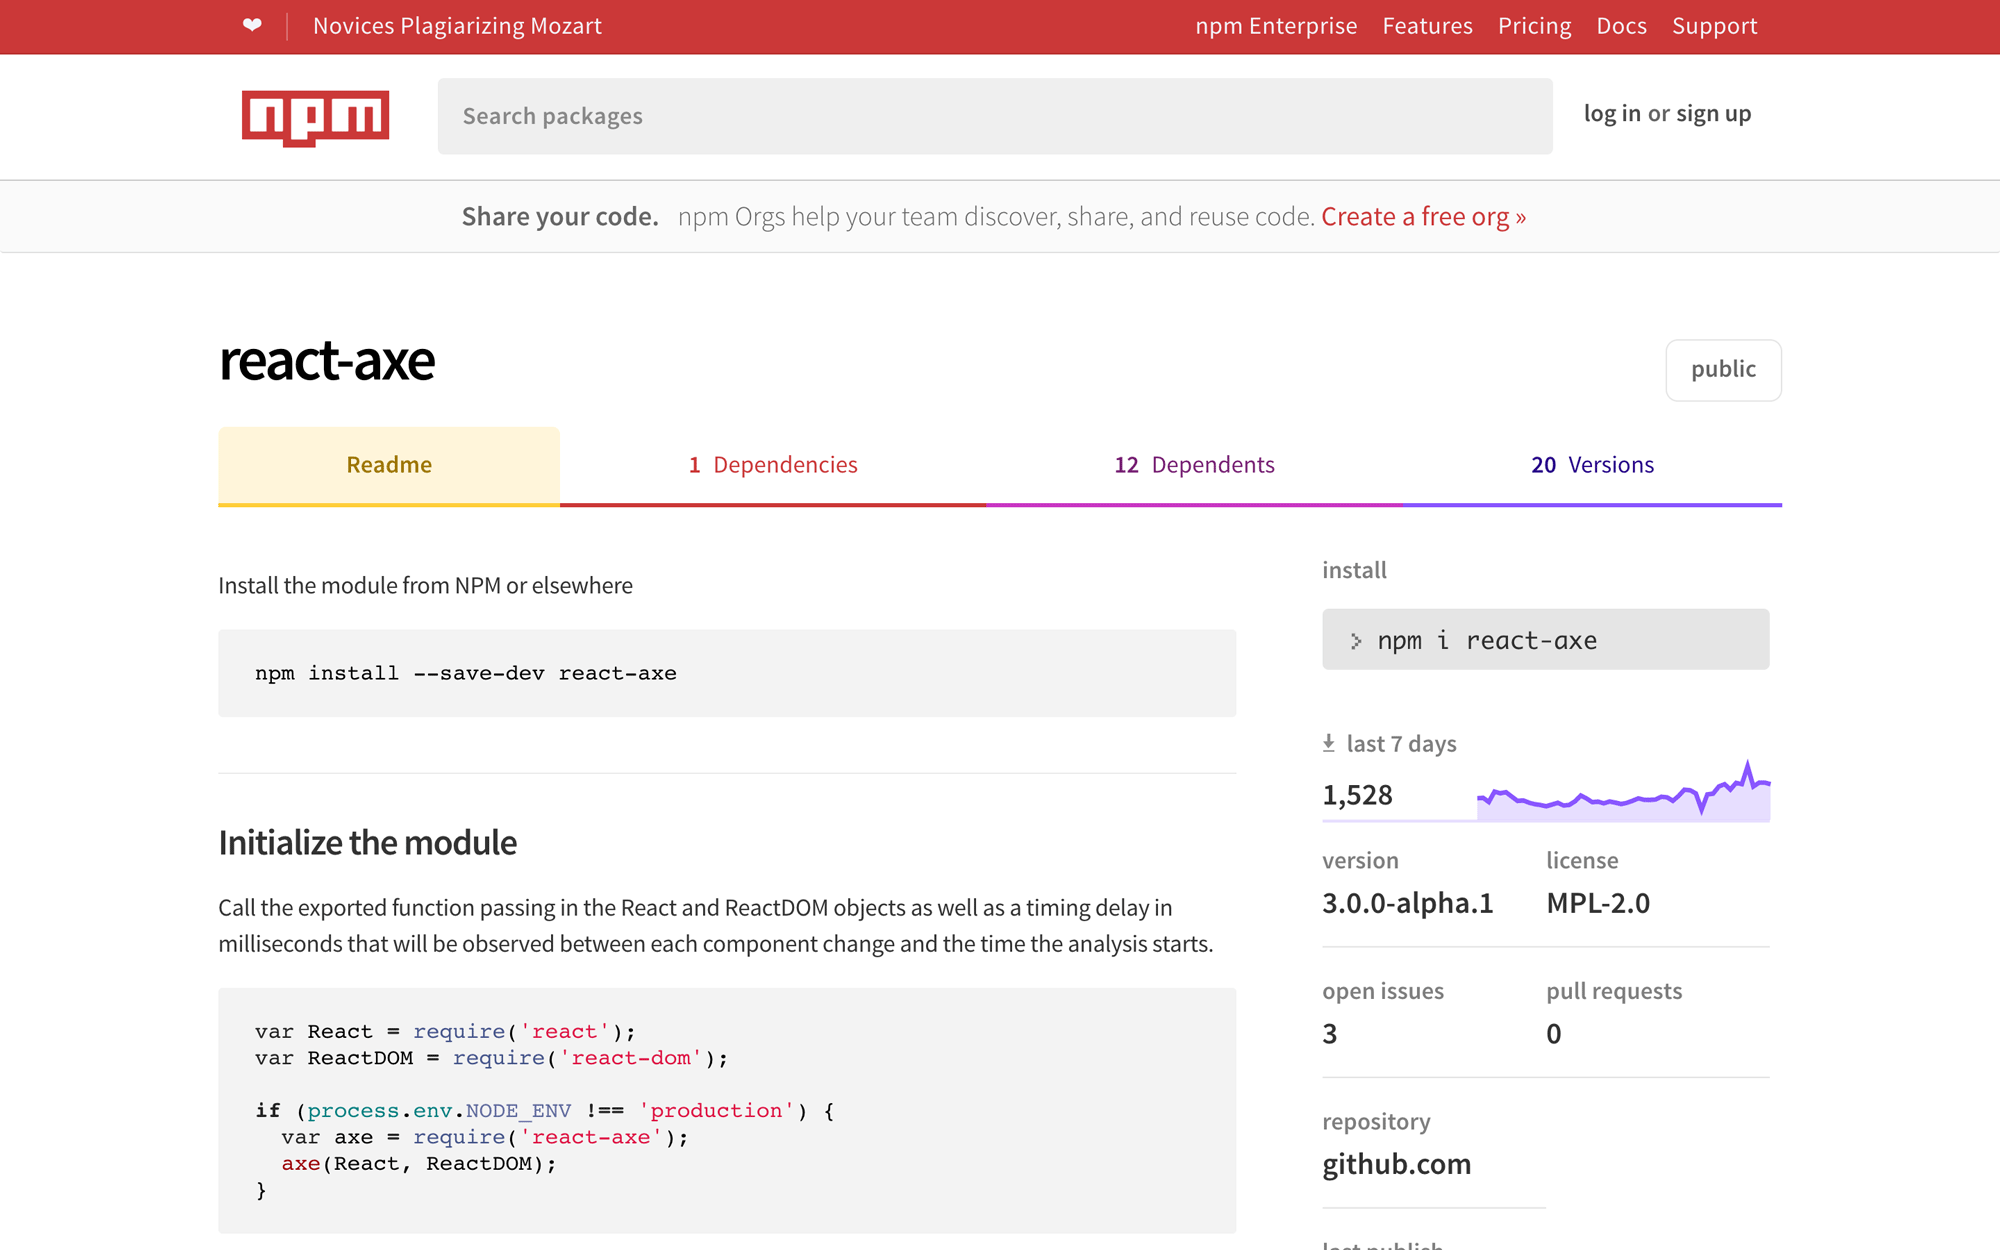 ❤ Novices Plagiarizing Mozart npm Enterprise Features Pricing Docs Support
npm Search packages log in or sign up
Share your code. npm Orgs help your team discover, share, and reuse code. Create a free org »
react-axe public
Readme 1 Dependencies 12 Dependents 20 Versions
Install the module from NPM or elsewhere
npm install --save-dev react-axe
Initialize the module
Call the exported function passing in the React and ReactDOM objects as well as a timing delay in
milliseconds that will be observed between each component change and the time the analysis starts.
var React = require('react');
var ReactDOM = require('react-dom');
if (process.env.NODE_ENV !== 'production') {
  var axe = require('react-axe');
  axe(React, ReactDOM);
}
install
> npm i react-axe
last 7 days
1,528
version license
3.0.0-alpha.1 MPL-2.0
open issues pull requests
3 0
repository
github.com
last publish